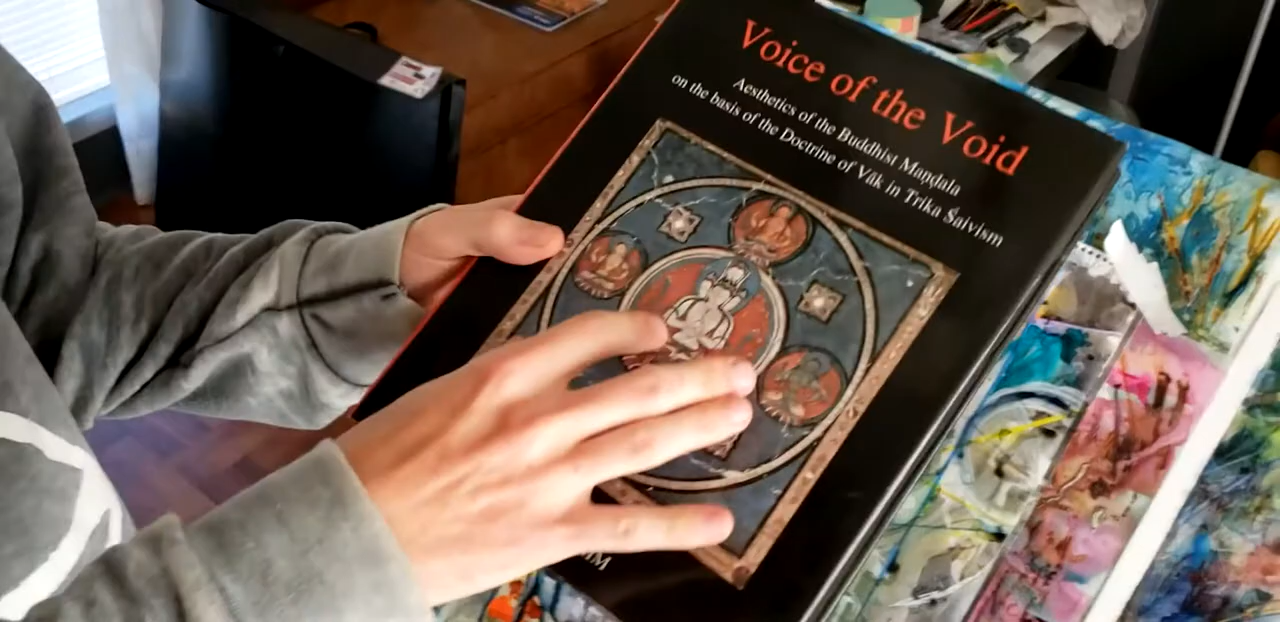 Voice of the Void
Aesthetics of the Buddhist Maṇḍala
on the basis of the Doctrine of Vāk in Trika Śaivism